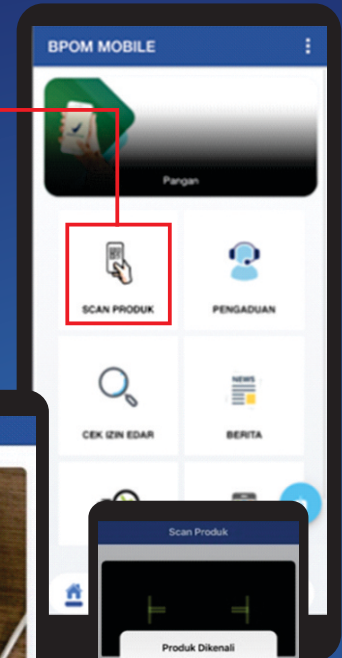 BPOM MOBILE
Pangan
SCAN PRODUK
PENGADUAN
CEK IZIN EDAR
NEWS
BERITA
Scan Produk
Produk Dikenali